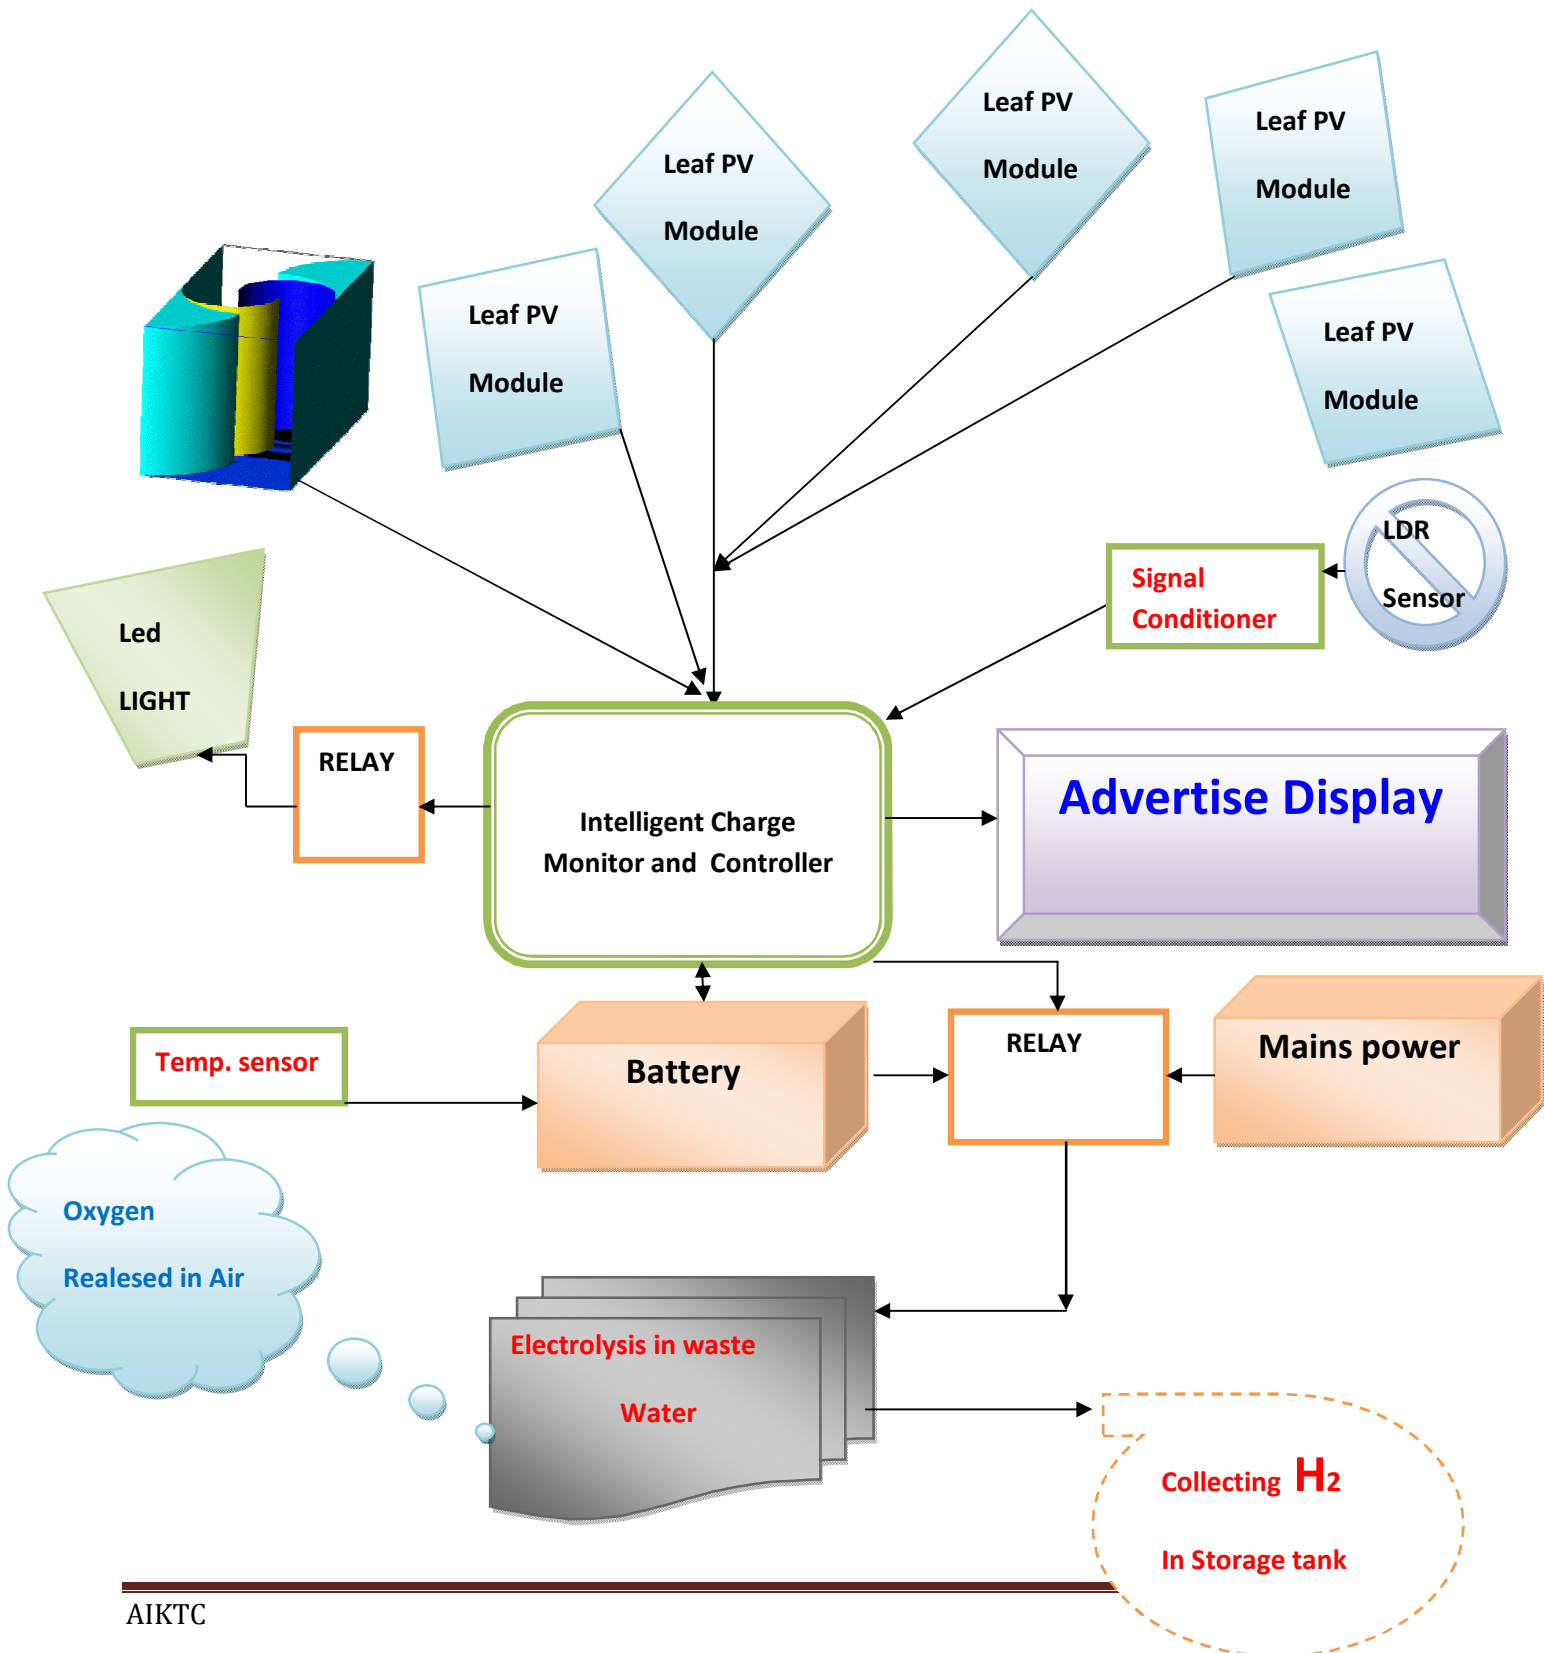 Leaf PV
Module
Leaf PV
Module
Leaf PV
Module
Leaf PV
Module
Leaf PV
Module
LDR
Sensor
Signal
Conditioner
Led
LIGHT
RELAY
Intelligent Charge
Monitor and Controller
Advertise Display
Temp. sensor
Battery
RELAY
Mains power
Oxygen
Realesed in Air
Electrolysis in waste
Water
Collecting H2
In Storage tank
AIKTC